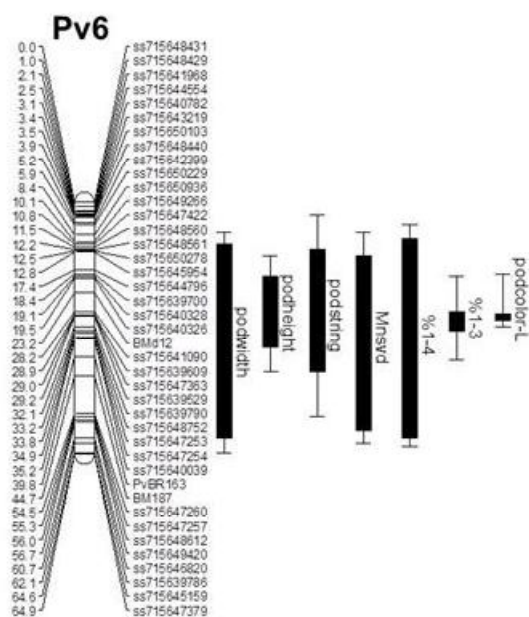 Pv6
0.0 ss715648431
1.0 ss715648429
2.1 ss715641968
2.5 ss715644554
3.1 ss715640782
3.4 ss715643219
3.5 ss715650103
3.9 ss715648440
5.2 ss715642399
5.9 ss715650229
8.4 ss715650936
10.1 ss715649266
10.8 ss715647422
11.5 ss715648560
12.2 ss715648561
12.5 ss715650278
12.8 ss715645954
17.4 ss715644796
18.4 ss715639700
19.1 ss715640328
19.5 ss715640326
23.2 BMd12
28.2 ss715641090
28.9 ss715639609
29.0 ss715647363
29.2 ss715639529
32.1 ss715639790
33.2 ss715648752
33.8 ss715647253
34.9 ss715647254
35.2 ss715640039
39.8 PvBR163
44.7 BM187
64.5 ss715647260
55.3 ss715647257
56.0 ss715648612
56.7 ss715649420
60.7 ss715646820
62.1 ss715639786
64.6 ss715645159
64.9 ss715647379
podwidth
podheight
podstring
Mnsvd
%1-4
%1-3
podcolor-L